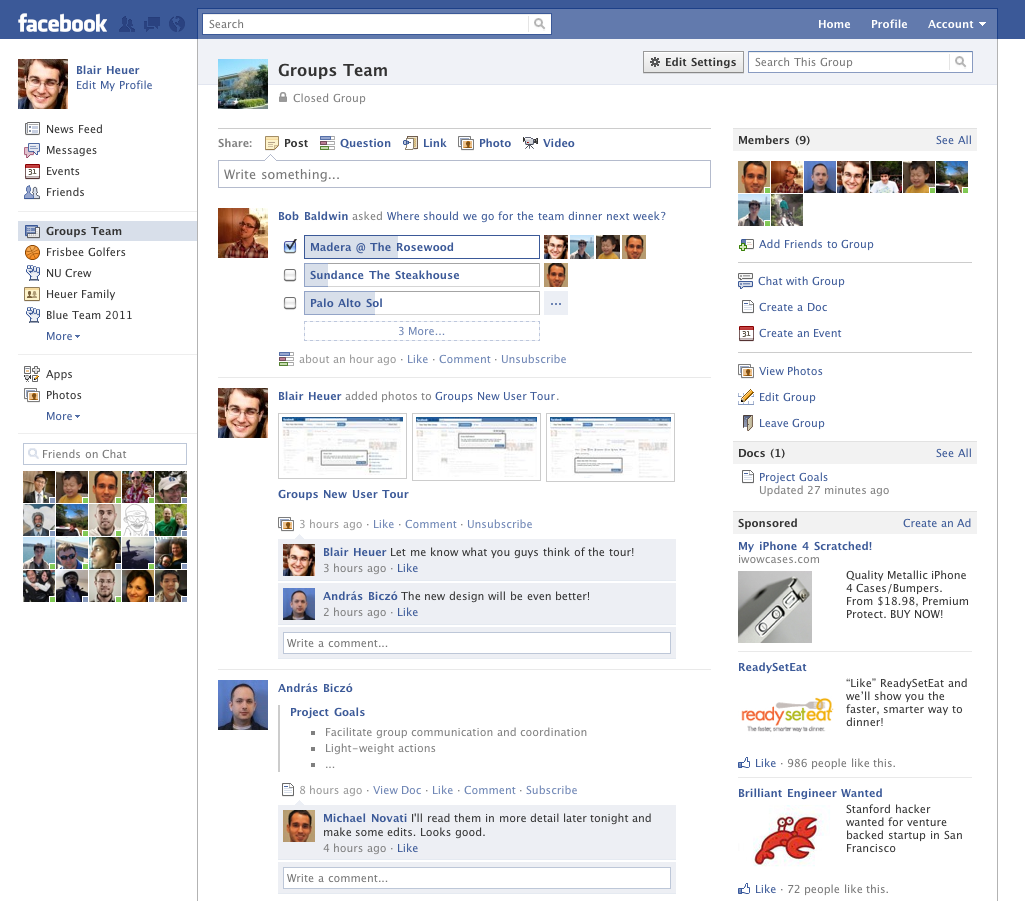 facebook
Search
Home Profile Account
Blair Heuer
Edit My Profile
News Feed
Messages
31 Events
Friends
Groups Team
Frisbee Golfers
NU Crew
Heuer Family
Blue Team 2011
More
Apps
Photos
More
Friends on Chat
Groups Team
Closed Group
Edit Settings
Search This Group
Share: Post Question Link Photo Video
Write something...
Bob Baldwin asked Where should we go for the team dinner next week?
Madera @ The Rosewood
Sundance The Steakhouse
Palo Alto Sol
...
3 More...
about an hour ago · Like · Comment · Unsubscribe
Blair Heuer added photos to Groups New User Tour.
Groups New User Tour
3 hours ago · Like · Comment · Unsubscribe
Blair Heuer Let me know what you guys think of the tour!
3 hours ago · Like
András Biczó The new design will be even better!
2 hours ago · Like
Write a comment...
András Biczó
Project Goals
Facilitate group communication and coordination
Light-weight actions
...
8 hours ago · View Doc · Like · Comment · Subscribe
Michael Novati I'll read them in more detail later tonight and
make some edits. Looks good.
4 hours ago · Like
Write a comment...
Members (9) See All
Add Friends to Group
Chat with Group
Create a Doc
31 Create an Event
View Photos
Edit Group
Leave Group
Docs (1) See All
Project Goals
Updated 27 minutes ago
Sponsored Create an Ad
My iPhone 4 Scratched!
iwowcases.com
Quality Metallic iPhone
4 Cases/Bumpers.
From $18.98, Premium
Protect. BUY NOW!
ReadySetEat
readyseteat
The faster, smarter way to dinner.
“Like” ReadySetEat and
we’ll show you the
faster, smarter way to
dinner!
Like · 986 people like this.
Brilliant Engineer Wanted
Stanford hacker
wanted for venture
backed startup in San
Francisco
Like · 72 people like this.